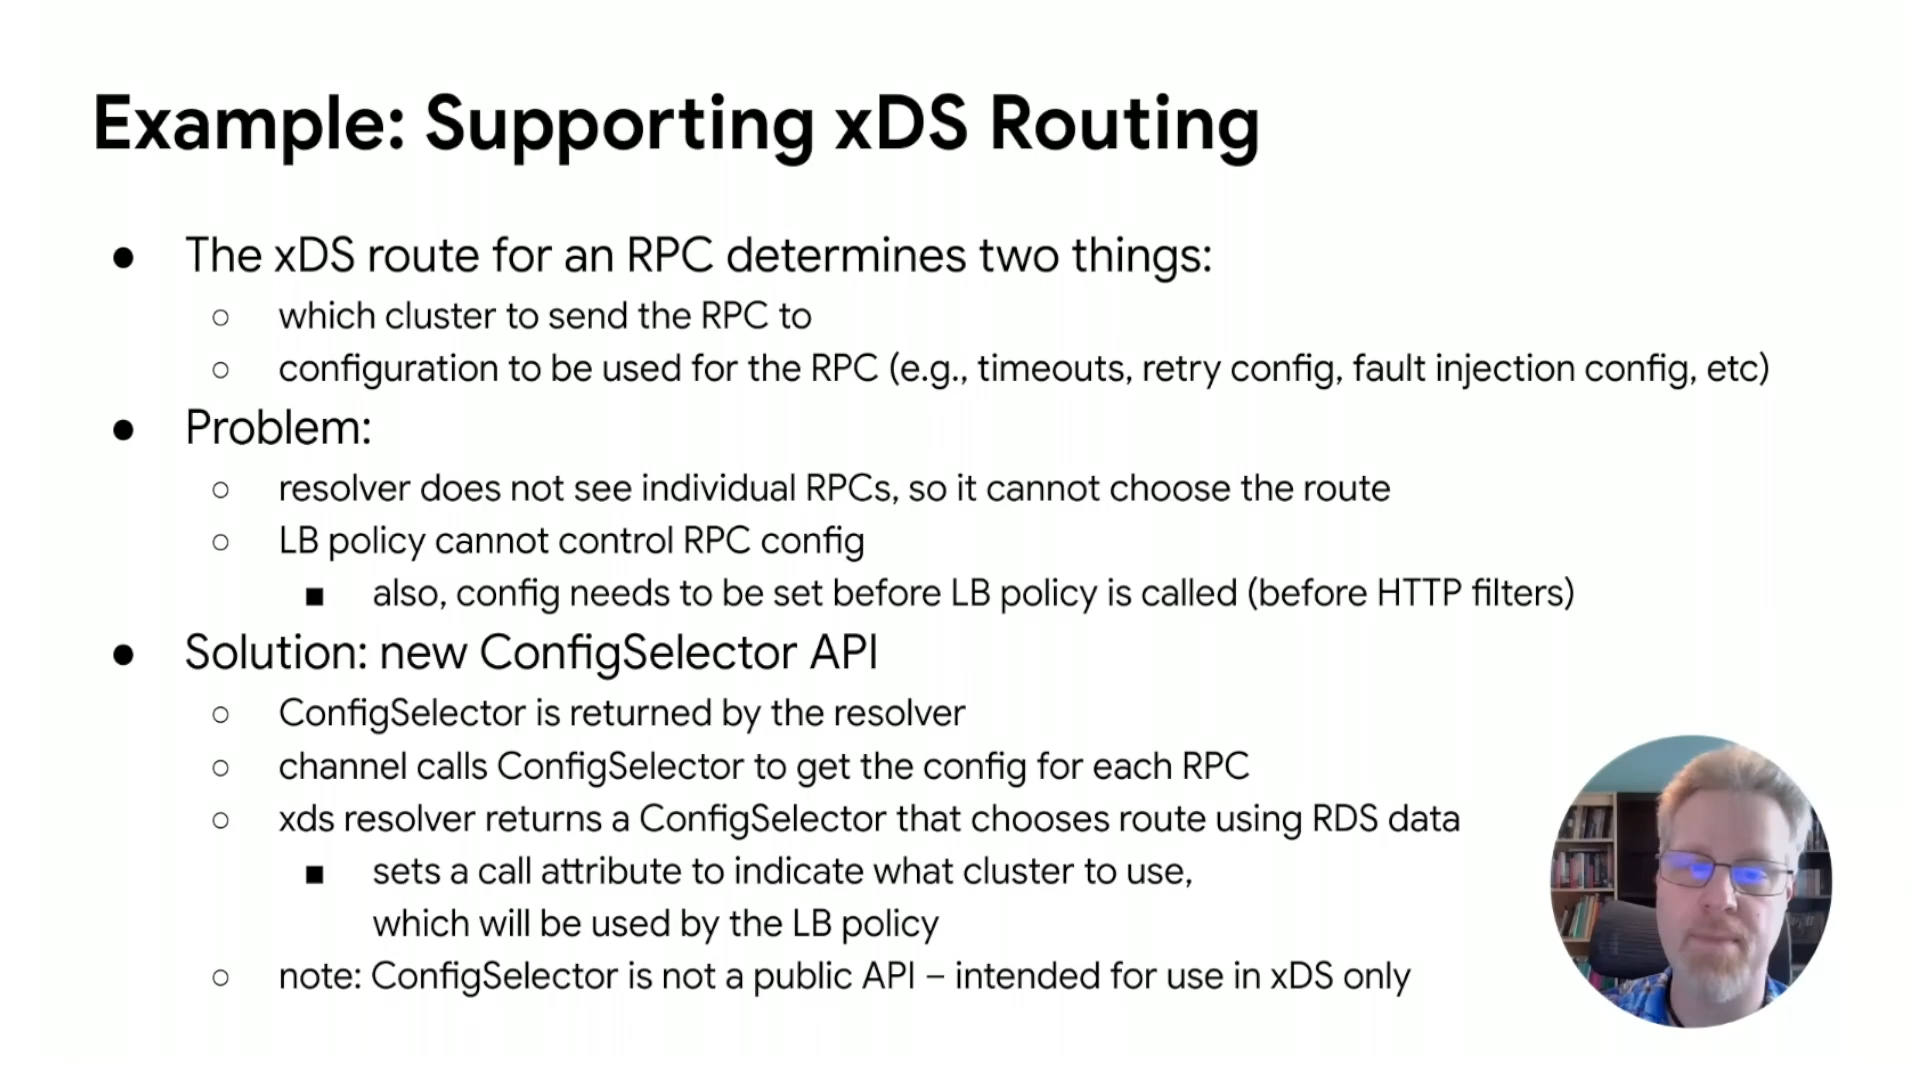 Example: Supporting xDS Routing
● The xDS route for an RPC determines two things:
○ which cluster to send the RPC to
○ configuration to be used for the RPC (e.g., timeouts, retry config, fault injection config, etc)
● Problem:
○ resolver does not see individual RPCs, so it cannot choose the route
○ LB policy cannot control RPC config
■ also, config needs to be set before LB policy is called (before HTTP filters)
● Solution: new ConfigSelector API
○ ConfigSelector is returned by the resolver
○ channel calls ConfigSelector to get the config for each RPC
○ xds resolver returns a ConfigSelector that chooses route using RDS data
■ sets a call attribute to indicate what cluster to use,
which will be used by the LB policy
○ note: ConfigSelector is not a public API – intended for use in xDS only